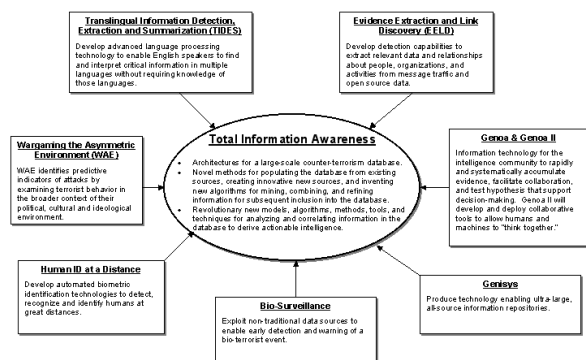 Translingual Information Detection,
Extraction and Summarization (TIDES)
Develop advanced language processing
technology to enable English speakers to find
and interpret critical information in
multiple languages without requiring knowledge of
those languages.
Evidence Extraction and Link
Discovery (EELD)
Develop detection capabilities to
extract relevant data and relationships
about people, organizations, and
activities from message traffic and
open source data.
Wargaming the Asymmetric
Environment (WAE)
WAE identifies predictive
indicators of attacks by
examining terrorist behavior in
the broader context of their
political, cultural and ideological
environment.
Total Information Awareness
• Architectures for a large-scale counter-terrorism database.
• Novel methods for populating the database from existing
sources, creating innovative new sources, and inventing
new algorithms for mining, combining, and refining
information for subsequent inclusion into the database.
• Revolutionary new models, algorithms, methods, tools, and
techniques for analyzing and correlating information in the
database to derive actionable intelligence.
Genoa & Genoa II
Information technology for the
intelligence community to rapidly
and systematically accumulate
evidence, facilitate collaboration,
and test hypothesis that support
decision-making. Genoa II will
develop and deploy collaborative
tools to allow humans and
machines to "think together."
Human ID at a Distance
Develop automated biometric
identification technologies to detect,
recognize and identify humans at
great distances.
Bio-Surveillance
Exploit non-traditional data sources to
enable early detection and warning of
a bio-terrorist event.
Genisys
Produce technology enabling ultra-large,
all-source information repositories.